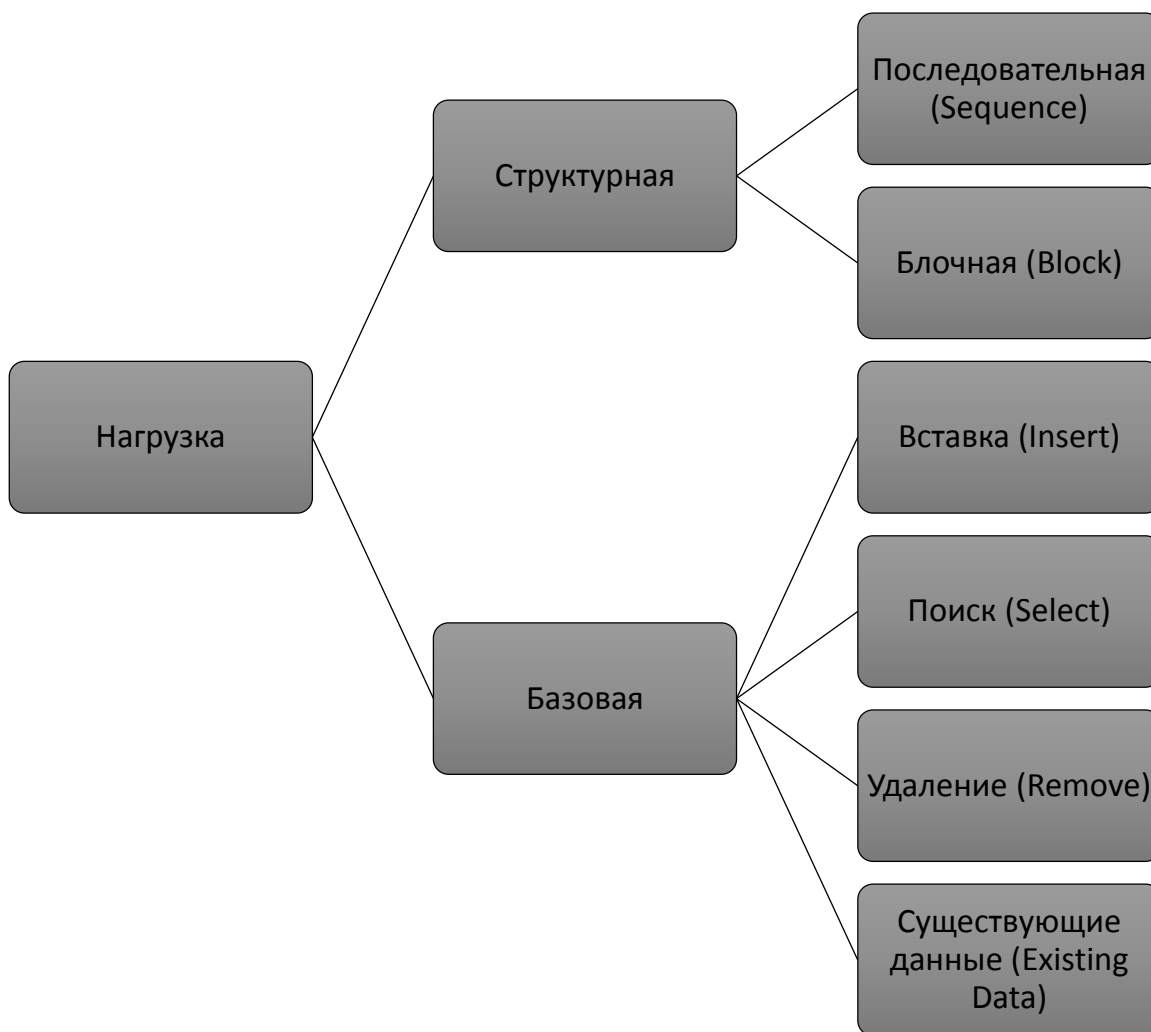 Последовательная
(Sequence)
Структурная
Блочная (Block)
Нагрузка
Вставка (Insert)
Поиск (Select)
Базовая
Удаление (Remove)
Существующие
данные (Existing
Data)